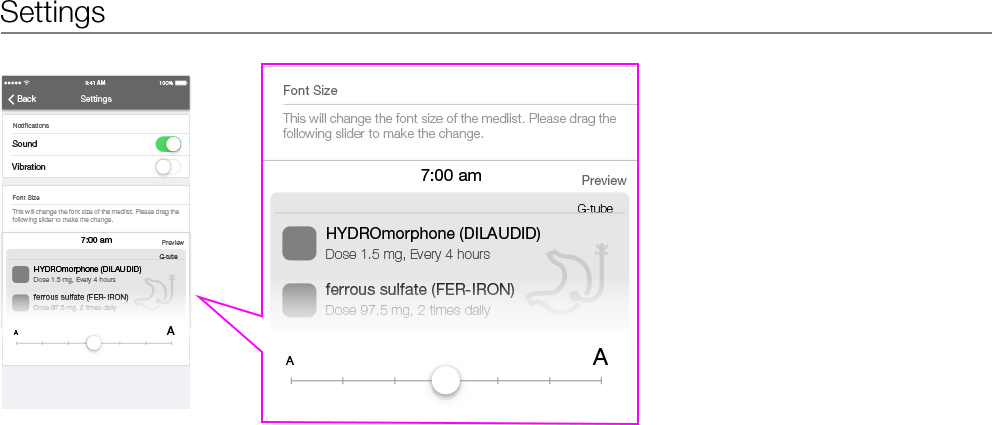 Settings
9:41 AM
100%
Back
Settings
Notifications
Sound
Vibration
Font Size
This will change the font size of the medlist. Please drag the
following slider to make the change.
7:00 am
Preview
G-tube
HYDROmorphone (DILAUDID)
Dose 1.5 mg, Every 4 hours
ferrous sulfate (FER-IRON)
Dose 97.5 mg, 2 times daily
A
A
Font Size
This will change the font size of the medlist. Please drag the
following slider to make the change.
7:00 am
Preview
G-tube
HYDROmorphone (DILAUDID)
Dose 1.5 mg, Every 4 hours
ferrous sulfate (FER-IRON)
Dose 97.5 mg, 2 times daily
A
A